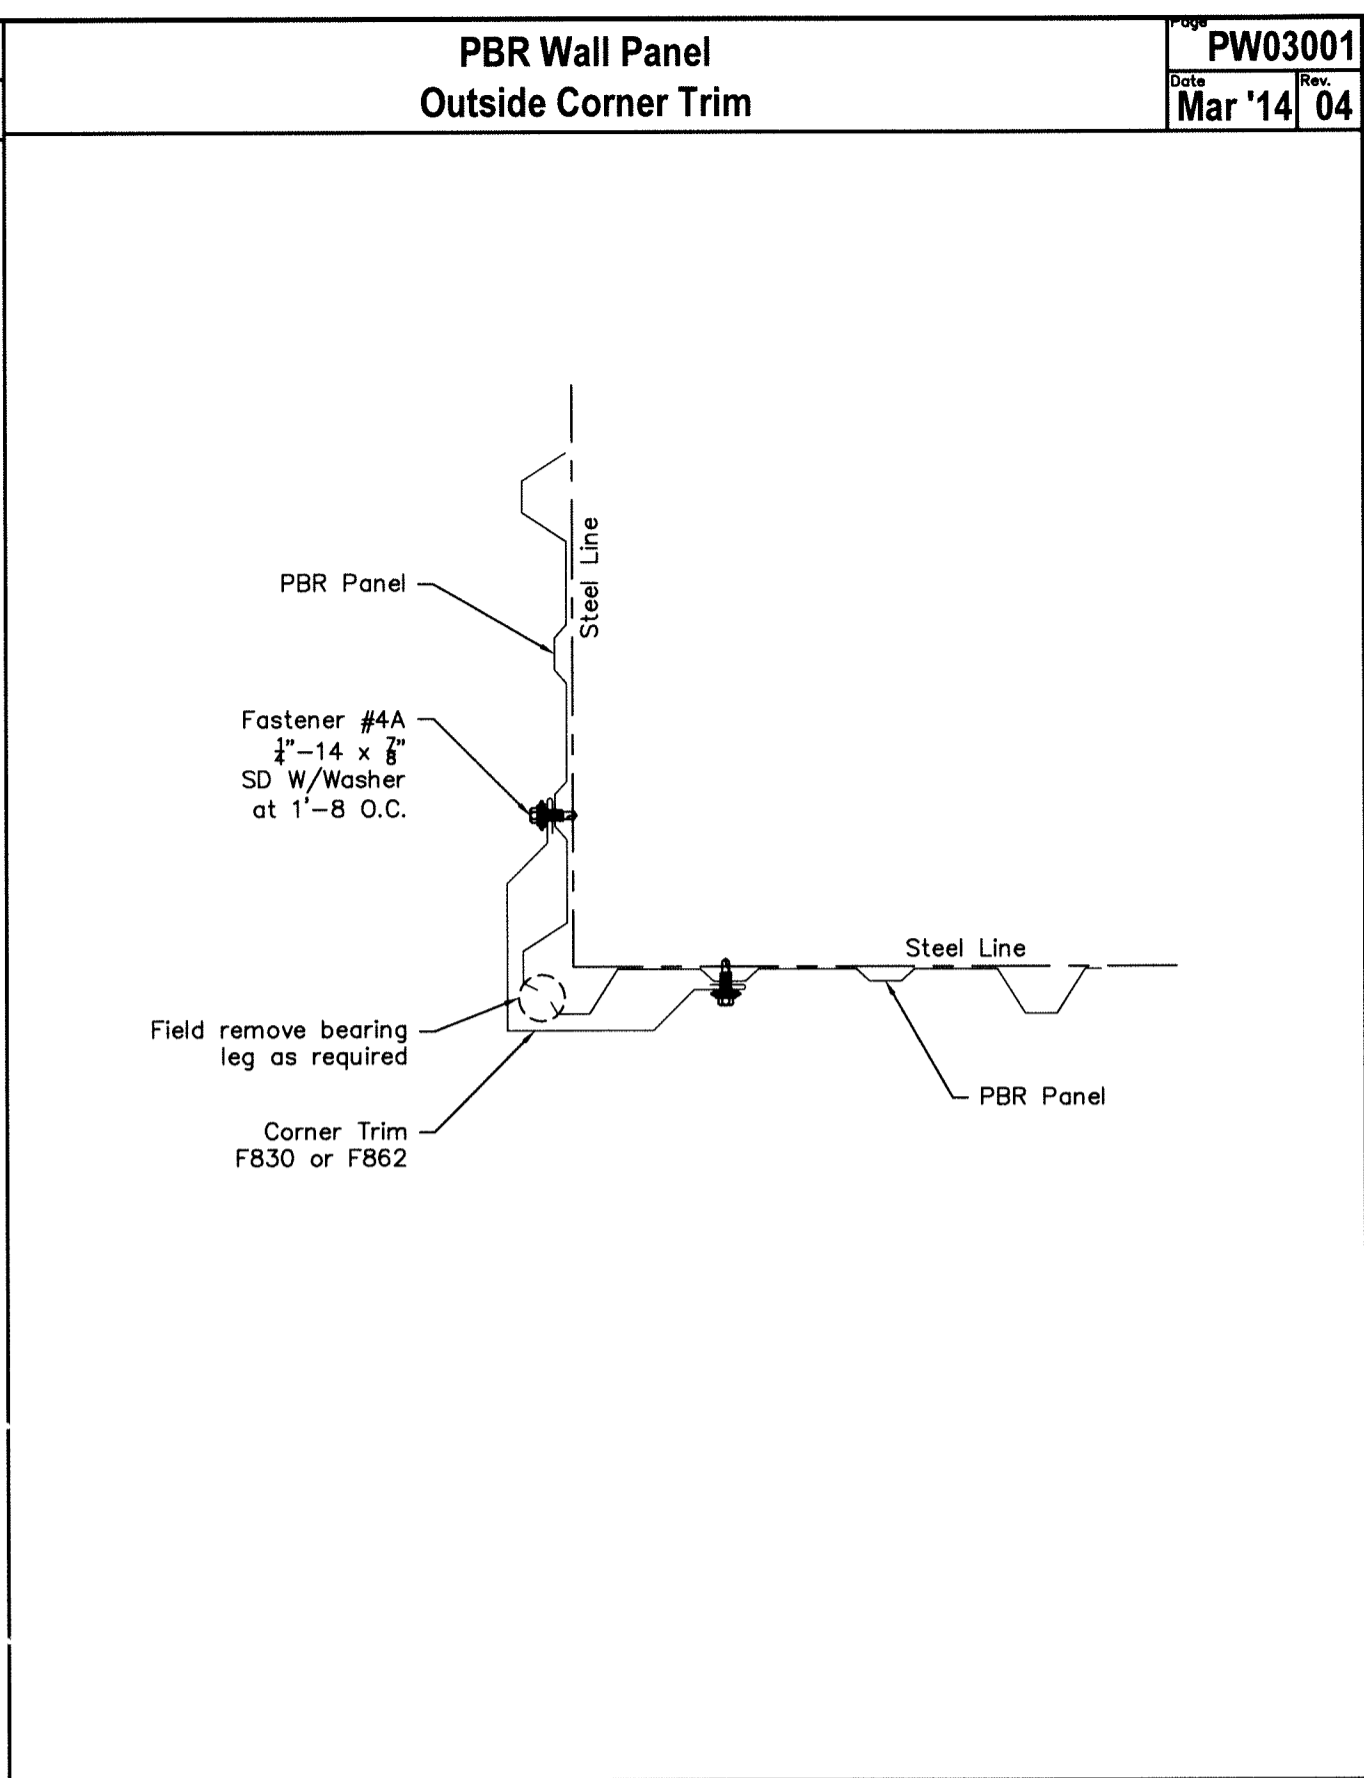 PBR Wall Panel
Outside Corner Trim
Page
PW03001
Date
Mar '14
Rev.
04
Steel Line
PBR Panel
Fastener #4A
1/4"-14 x 7/8"
SD W/Washer
at 1'-8 O.C.
Steel Line
Field remove bearing
leg as required
PBR Panel
Corner Trim
F830 or F862